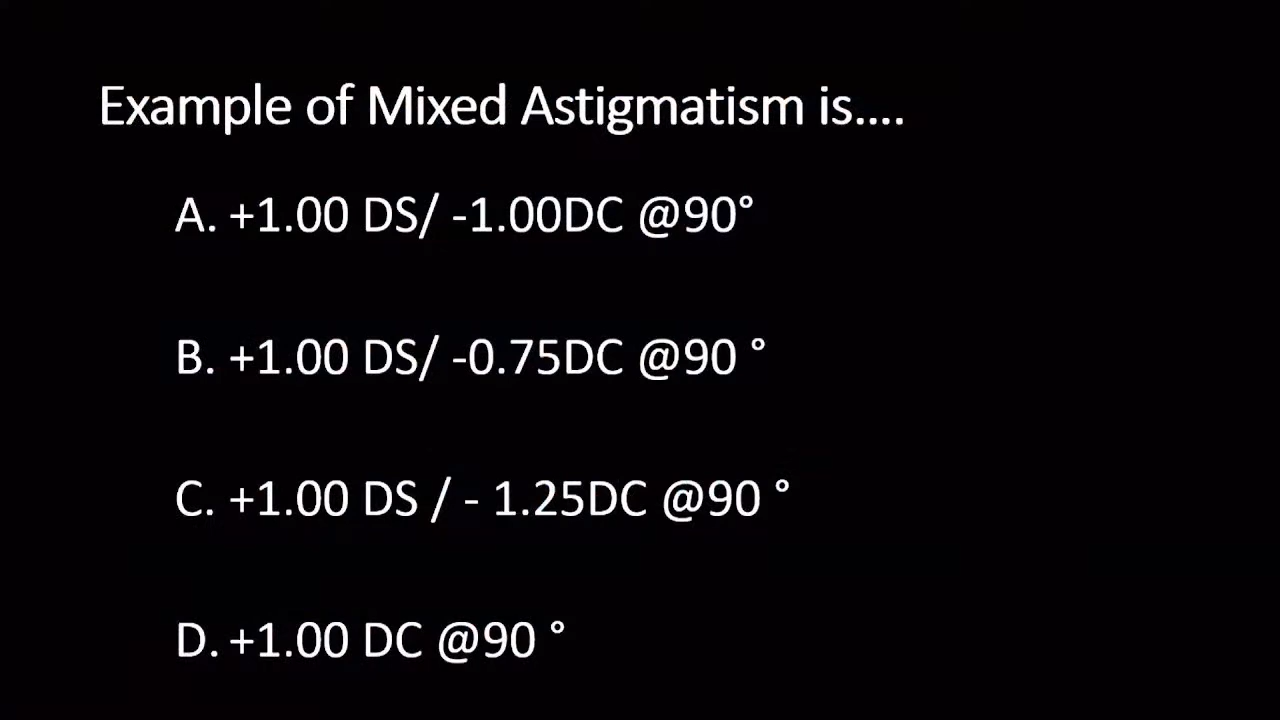 Example of Mixed Astigmatism is....
A. +1.00 DS/ -1.00DC @90°
B. +1.00 DS/ -0.75DC @90 °
C. +1.00 DS / - 1.25DC @90 °
D. +1.00 DC @90 °